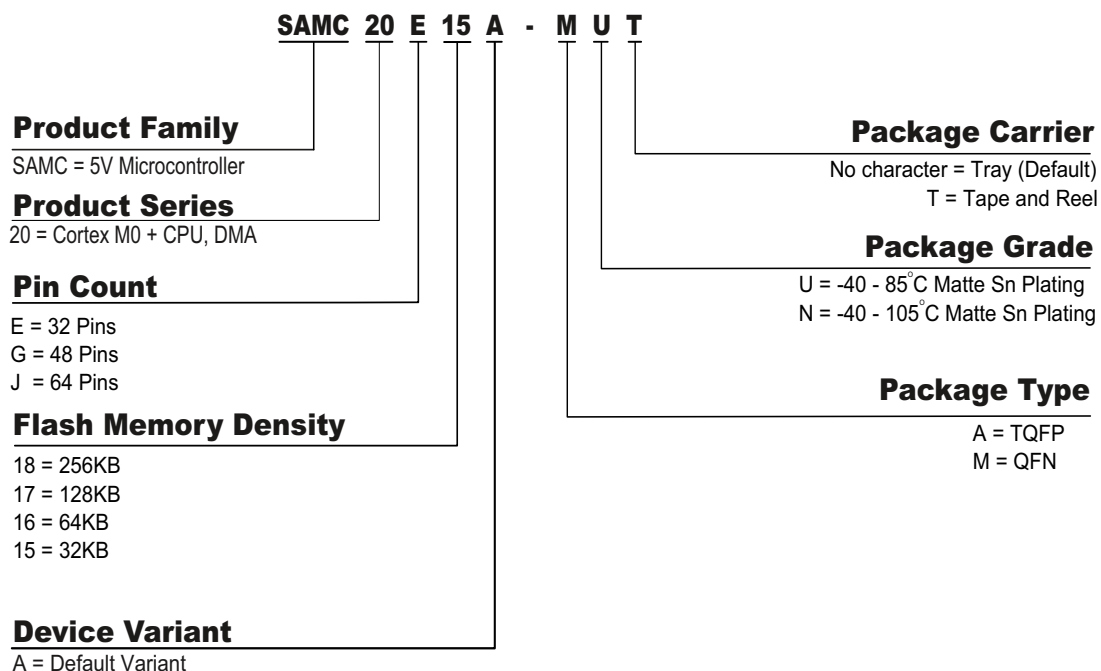 SAMC 20 E 15 A - M U T
Product Family
SAMC = 5V Microcontroller
Product Series
20 = Cortex M0 + CPU, DMA
Pin Count
E = 32 Pins
G = 48 Pins
J = 64 Pins
Flash Memory Density
18 = 256KB
17 = 128KB
16 = 64KB
15 = 32KB
Device Variant
A = Default Variant
Package Carrier
No character = Tray (Default)
T = Tape and Reel
Package Grade
U = -40 - 85°C Matte Sn Plating
N = -40 - 105°C Matte Sn Plating
Package Type
A = TQFP
M = QFN